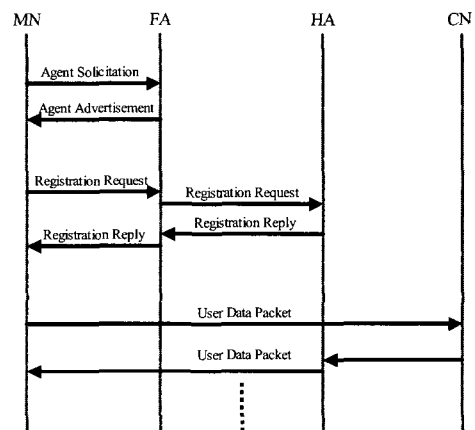 MN FA HA CN
Agent Solicitation
Agent Advertisement
Registration Request
Registration Request
Registration Reply
Registration Reply
User Data Packet
User Data Packet